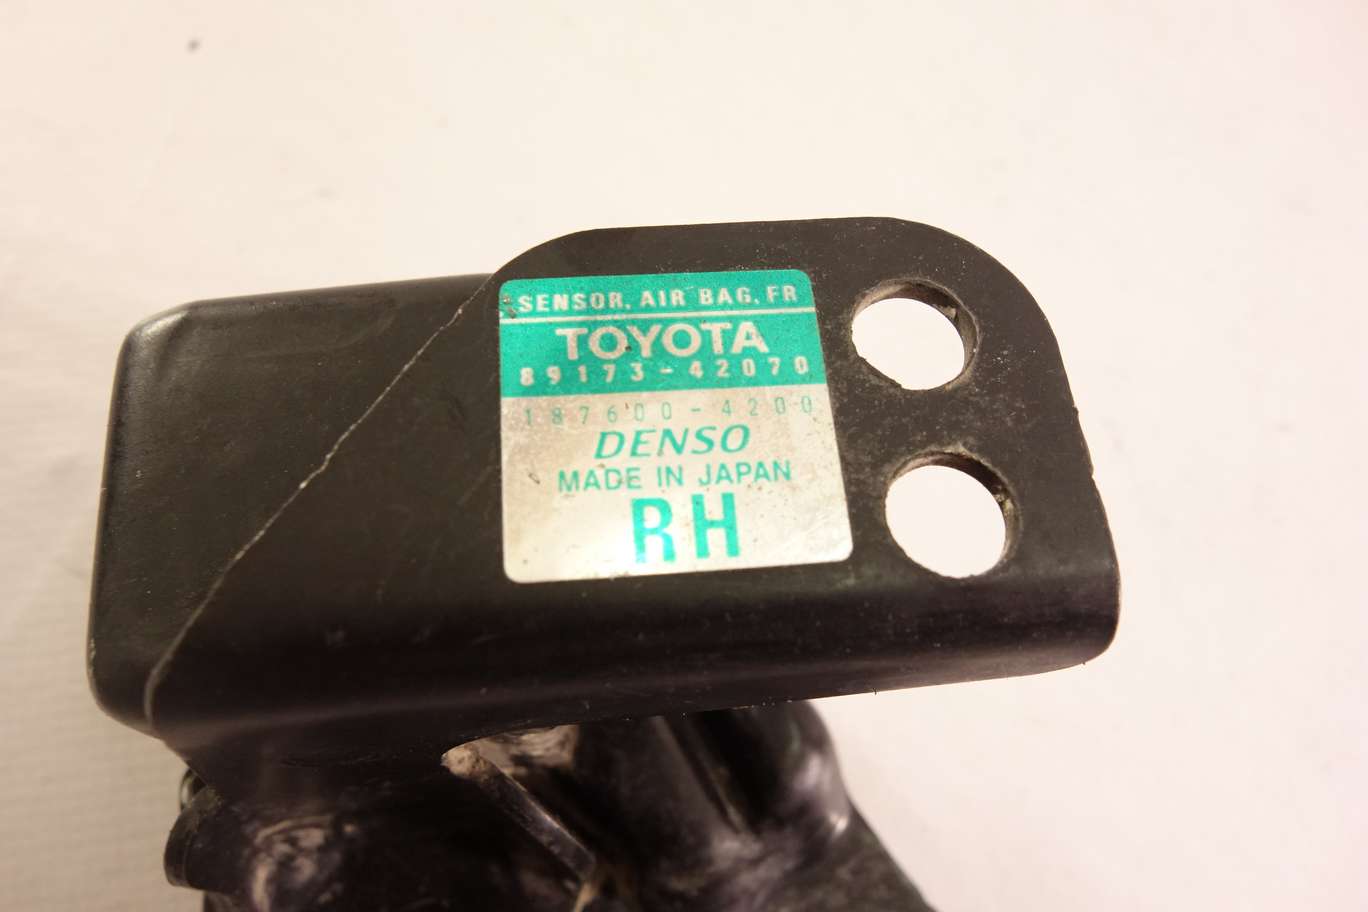 SENSOR, AIR BAG, FR
TOYOTA
89173-42070
187600-4200
DENSO
MADE IN JAPAN
RH